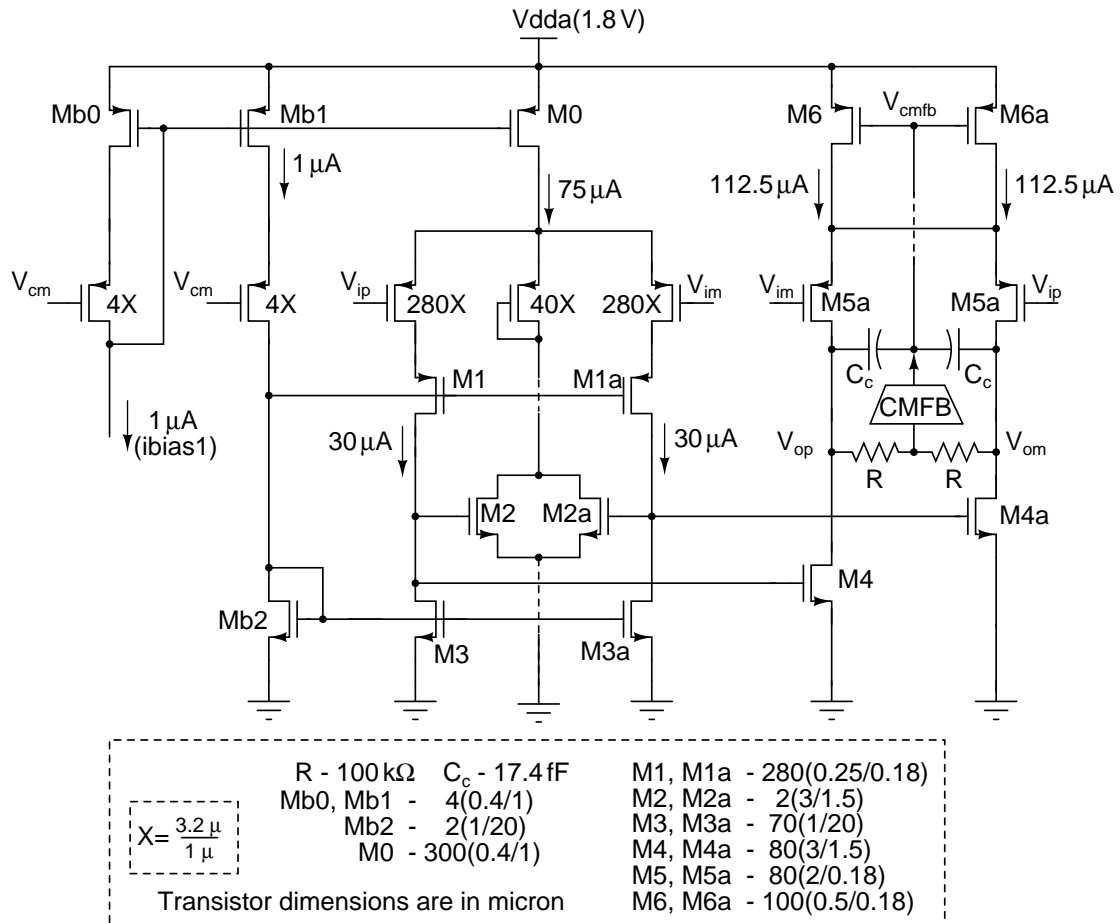 Vdda(1.8 V)
Mb0
Mb1
M0
M6
Vcmfb
M6a
1 μA
75 μA
112.5 μA
112.5 μA
Vcm
4X
Vcm
4X
Vip
280X
40X
280X
Vim
Vim
M5a
M5a
Vip
M1
M1a
Cc
Cc
CMFB
1 μA
(ibias1)
30 μA
30 μA
Vop
R
R
Vom
M2
M2a
M4a
M4
Mb2
M3
M3a
R - 100 kΩ Cc - 17.4 fF
Mb0, Mb1 - 4(0.4/1)
Mb2 - 2(1/20)
M0 - 300(0.4/1)
X= 3.2 μ
1 μ
Transistor dimensions are in micron
M1, M1a - 280(0.25/0.18)
M2, M2a - 2(3/1.5)
M3, M3a - 70(1/20)
M4, M4a - 80(3/1.5)
M5, M5a - 80(2/0.18)
M6, M6a - 100(0.5/0.18)